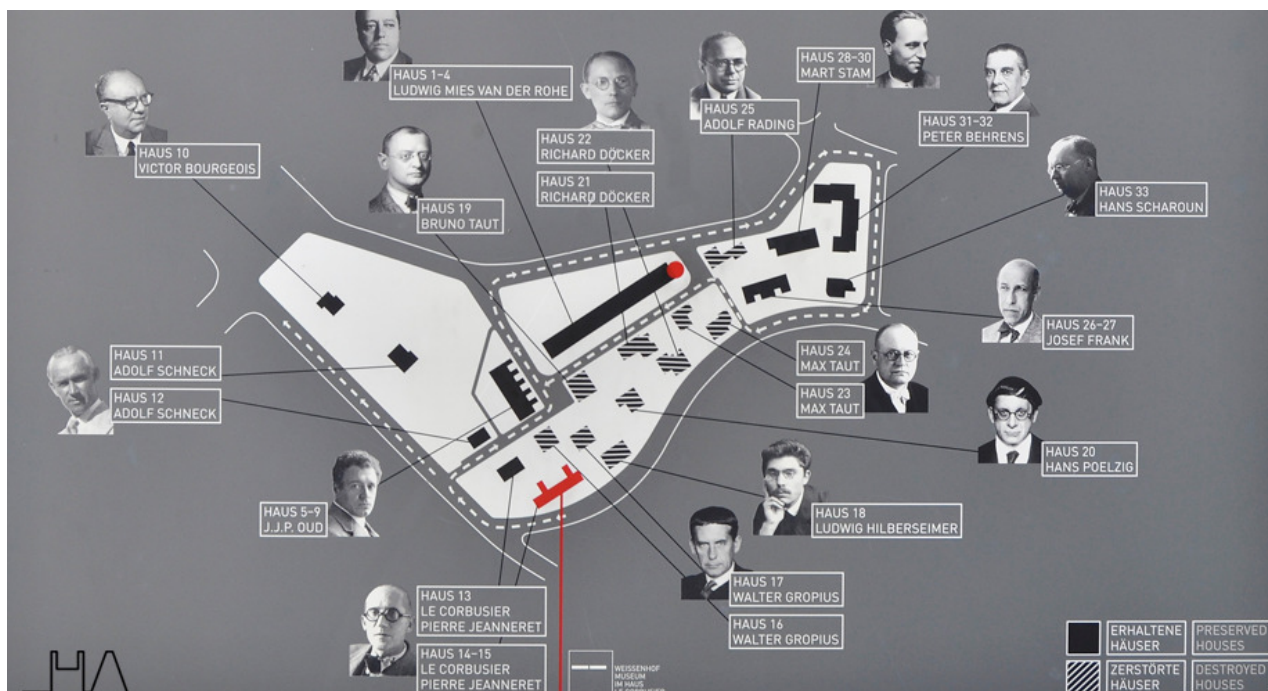 HAUS 1–4
LUDWIG MIES VAN DER ROHE
HAUS 28–30
MART STAM
HAUS 25
ADOLF RADING
HAUS 31–32
PETER BEHRENS
HAUS 22
RICHARD DÖCKER
HAUS 21
RICHARD DÖCKER
HAUS 10
VICTOR BOURGEOIS
HAUS 19
BRUNO TAUT
HAUS 33
HANS SCHAROUN
HAUS 26–27
JOSEF FRANK
HAUS 11
ADOLF SCHNECK
HAUS 12
ADOLF SCHNECK
HAUS 24
MAX TAUT
HAUS 23
MAX TAUT
HAUS 20
HANS POELZIG
HAUS 5–9
J.J.P. OUD
HAUS 18
LUDWIG HILBERSEIMER
HAUS 17
WALTER GROPIUS
HAUS 16
WALTER GROPIUS
HAUS 13
LE CORBUSIER
PIERRE JEANNERET
HAUS 14–15
LE CORBUSIER
PIERRE JEANNERET
WEISSENHOF
MUSEUM
IM HAUS
LE CORBUSIER
ERHALTENE HÄUSER
PRESERVED HOUSES
ZERSTÖRTE HÄUSER
DESTROYED HOUSES